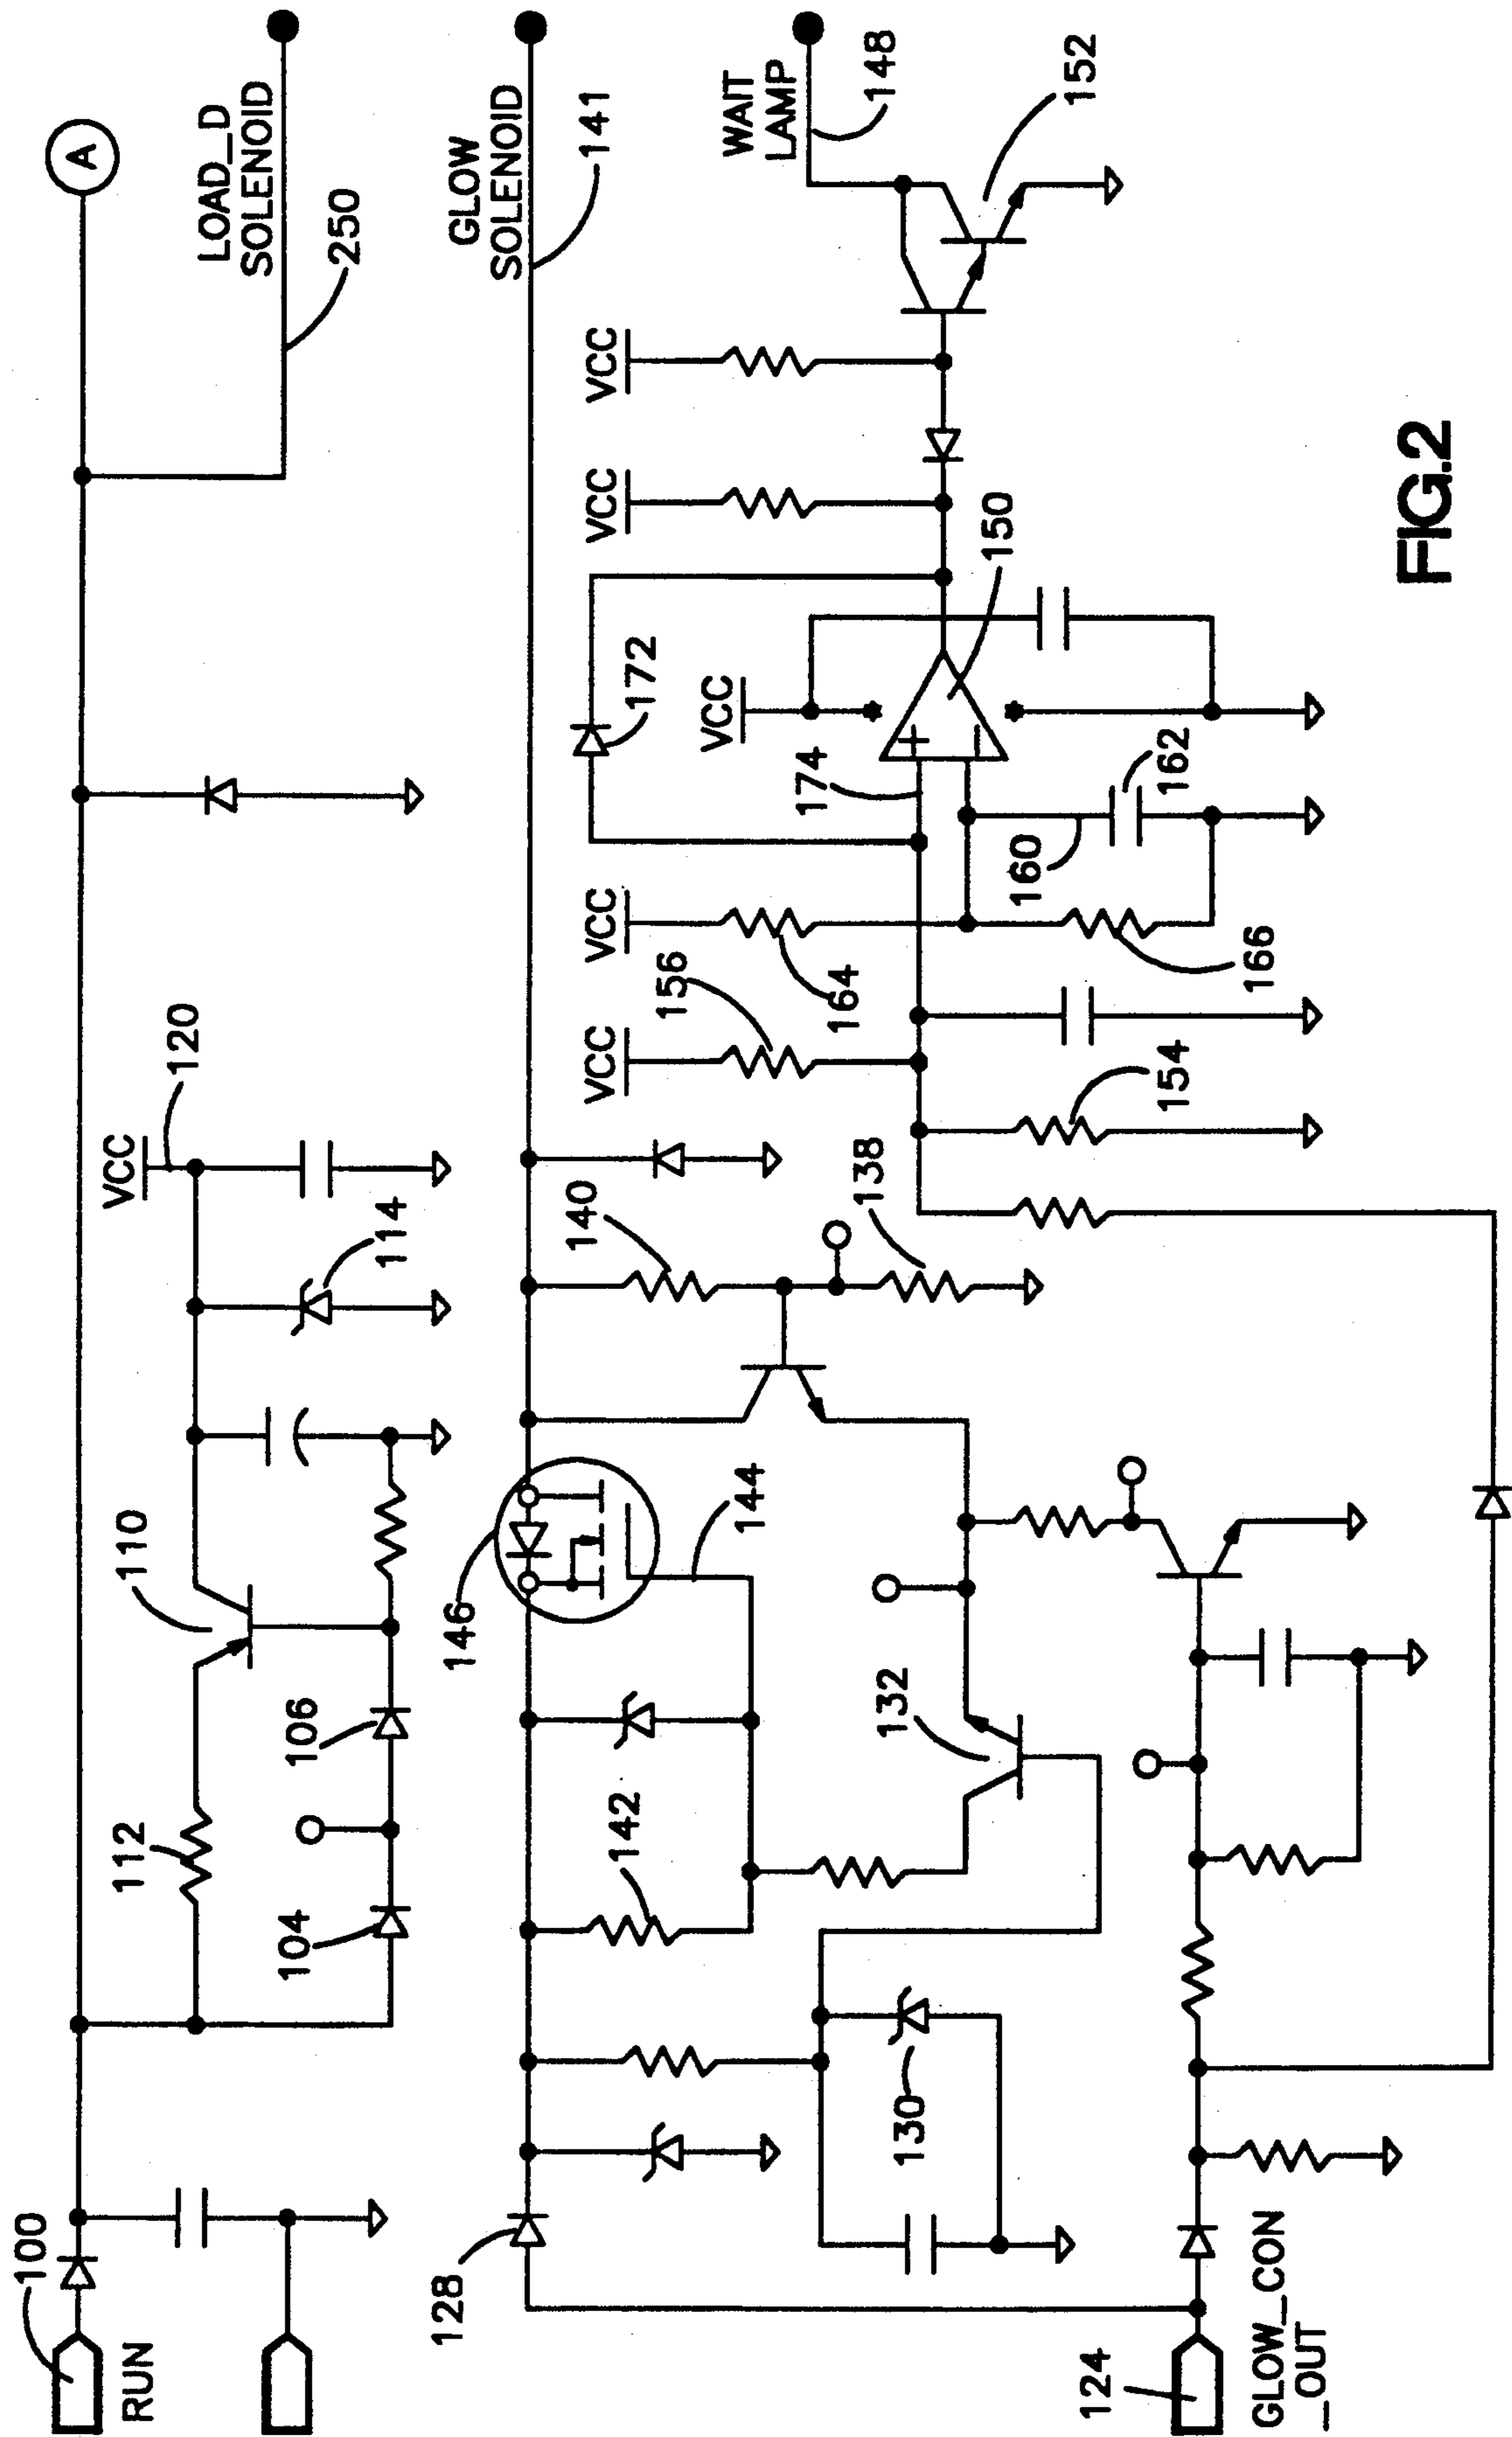 A
LOAD_D
SOLENOID
250
GLOW
SOLENOID
141
WAIT
LAMP
148
152
VCC
VCC
172
VCC
150
174
162
160
VCC
164
166
156
VCC
154
VCC
120
114
110
112
106
104
140
138
146
144
142
132
130
128
100
RUN
124
GLOW_CON
_OUT
FIG.2